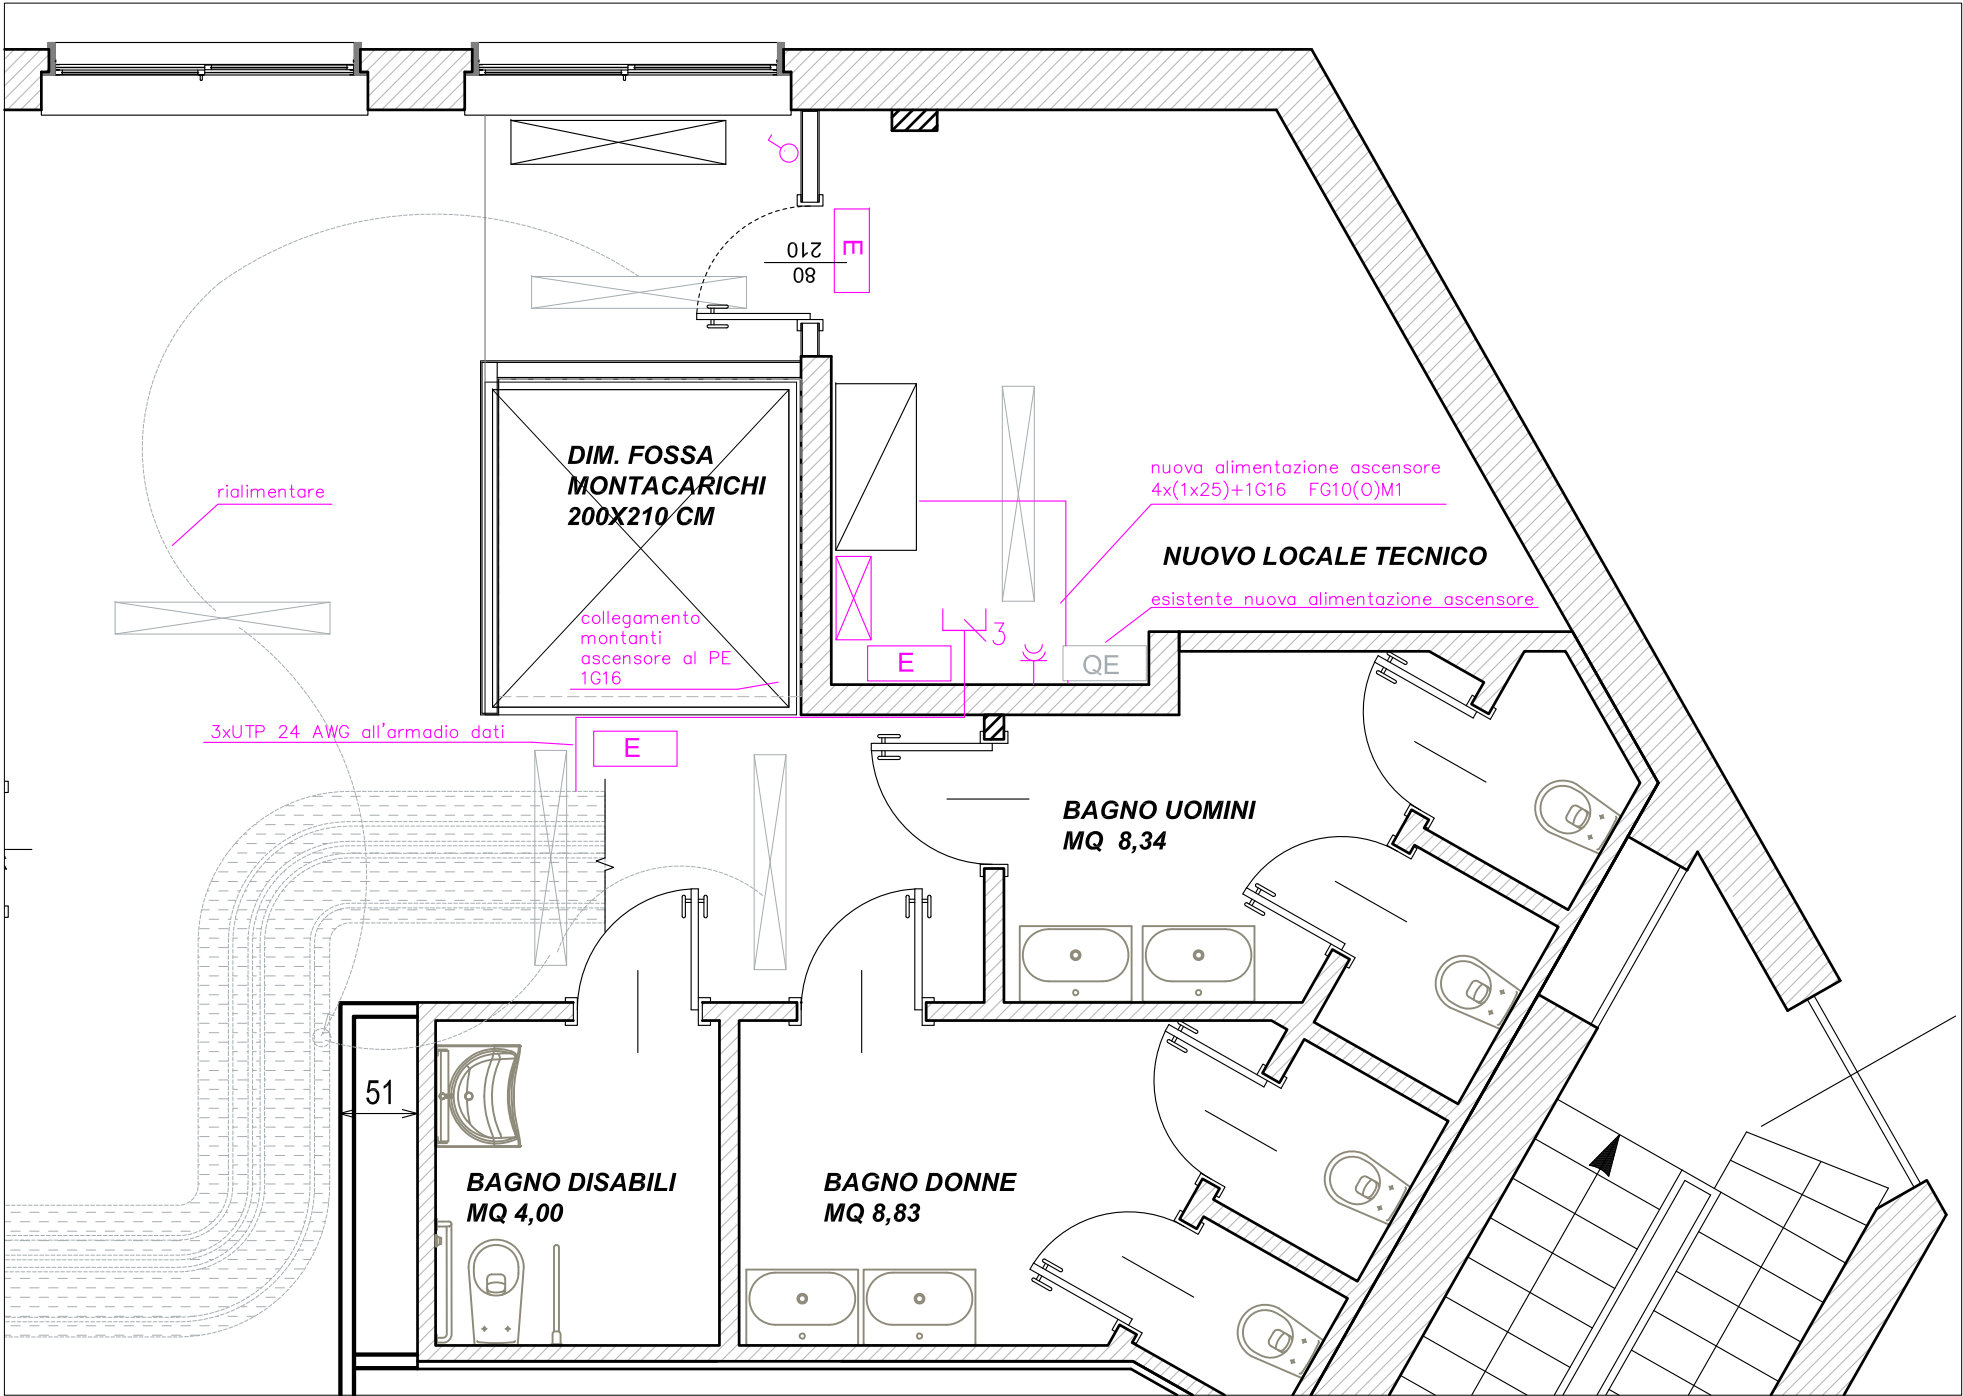 E
210
80
DIM. FOSSA
MONTACARICHI
200X210 CM
nuova alimentazione ascensore
4x(1x25)+1G16 FG10(O)M1
rialimentare
NUOVO LOCALE TECNICO
esistente nuova alimentazione ascensore
collegamento
montanti
ascensore al PE
1G16
3
E
QE
3xUTP 24 AWG all'armadio dati
E
BAGNO UOMINI
MQ 8,34
51
BAGNO DISABILI
MQ 4,00
BAGNO DONNE
MQ 8,83